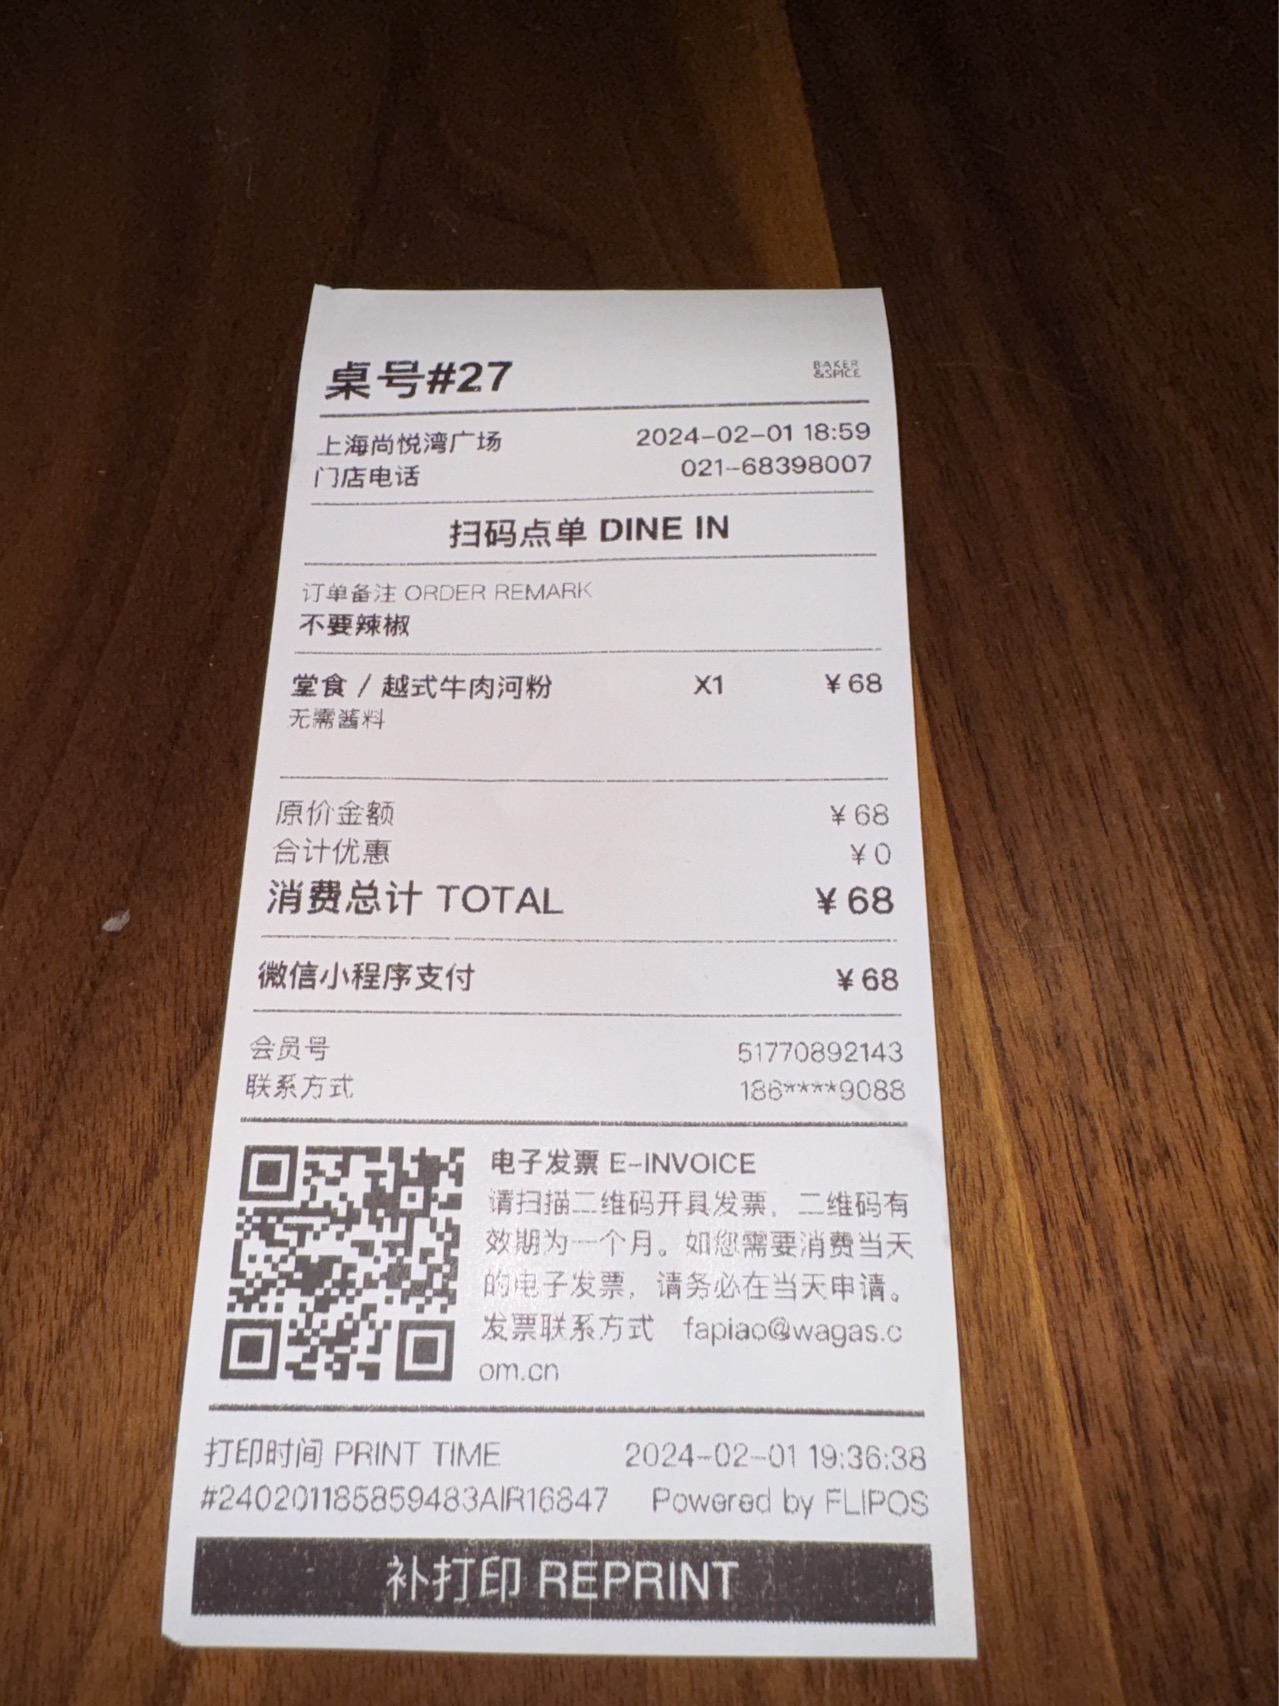 桌号#27
BAKER
&SPICE
上海尚悦湾广场 2024-02-01 18:59
门店电话 021-68398007
扫码点单 DINE IN
订单备注 ORDER REMARK
不要辣椒
堂食 / 越式牛肉河粉 X1 ¥68
无需酱料
原价金额 ¥68
合计优惠 ¥0
消费总计 TOTAL ¥68
微信小程序支付 ¥68
会员号 51770892143
联系方式 186****9088
电子发票 E-INVOICE
请扫描二维码开具发票，二维码有
效期为一个月。如您需要消费当天
的电子发票，请务必在当天申请。
发票联系方式 fapiao@wagas.c
om.cn
打印时间 PRINT TIME 2024-02-01 19:36:38
#240201185859483AIR16847 Powered by FLIPOS
补打印 REPRINT